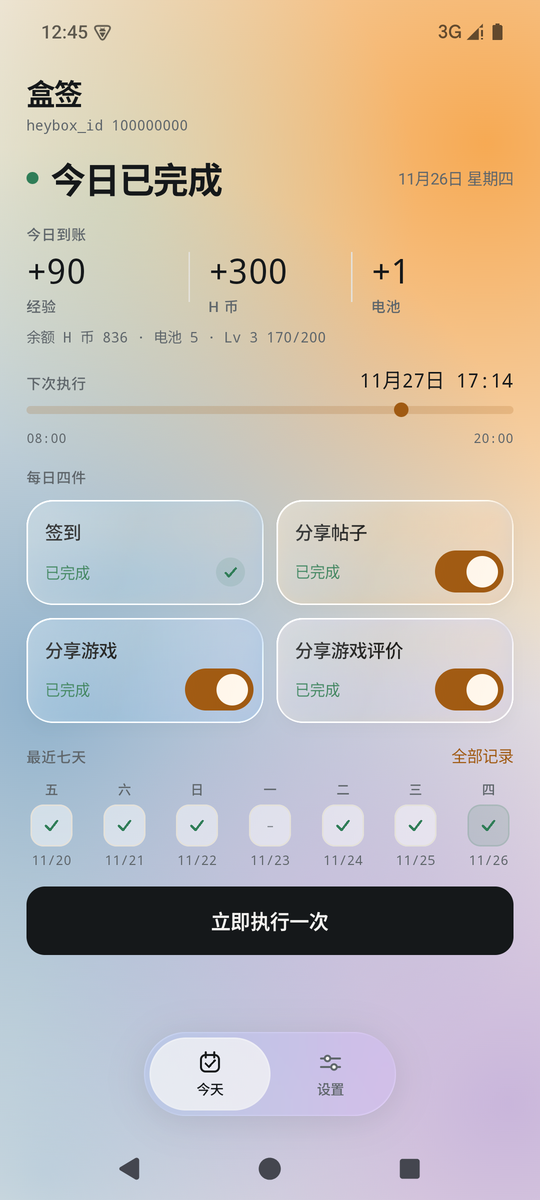 12:45
3G
盒签
heybox_id 100000000
今日已完成
11月26日 星期四
今日到账
+90
+300
+1
经验
H 币
电池
余额 H 币 836 · 电池 5 · Lv 3 170/200
下次执行
11月27日 17:14
08:00
20:00
每日四件
签到
已完成
分享帖子
已完成
分享游戏
已完成
分享游戏评价
已完成
最近七天
全部记录
五 六 日 一 二 三 四
-
11/20 11/21 11/22 11/23 11/24 11/25 11/26
立即执行一次
今天
设置